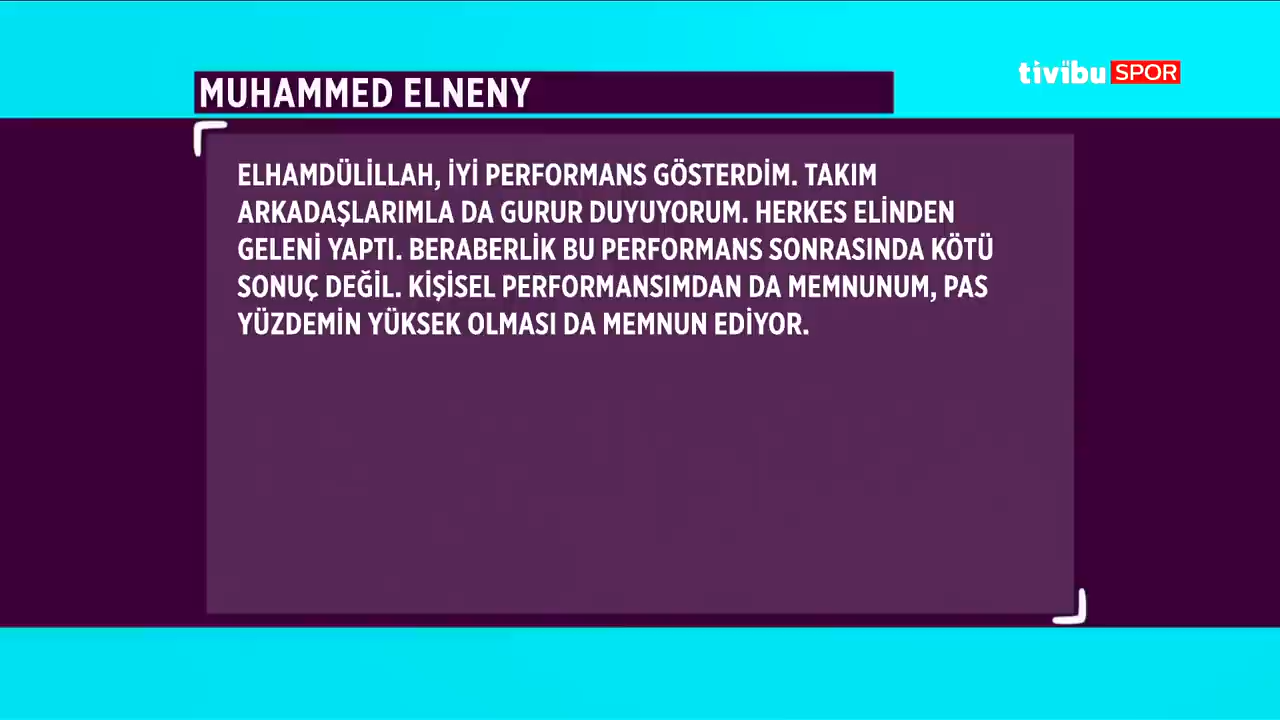 tivibu SPOR
MUHAMMED ELNENY
ELHAMDÜLİLLAH, İYİ PERFORMANS GÖSTERDİM. TAKIM
ARKADAŞLARIMLA DA GURUR DUYUYORUM. HERKES ELİNDEN
GELENİ YAPTI. BERABERLİK BU PERFORMANS SONRASINDA KÖTÜ
SONUÇ DEĞİL. KİŞİSEL PERFORMANSIMDAN DA MEMNUNUM, PAS
YÜZDEMİN YÜKSEK OLMASI DA MEMNUN EDİYOR.